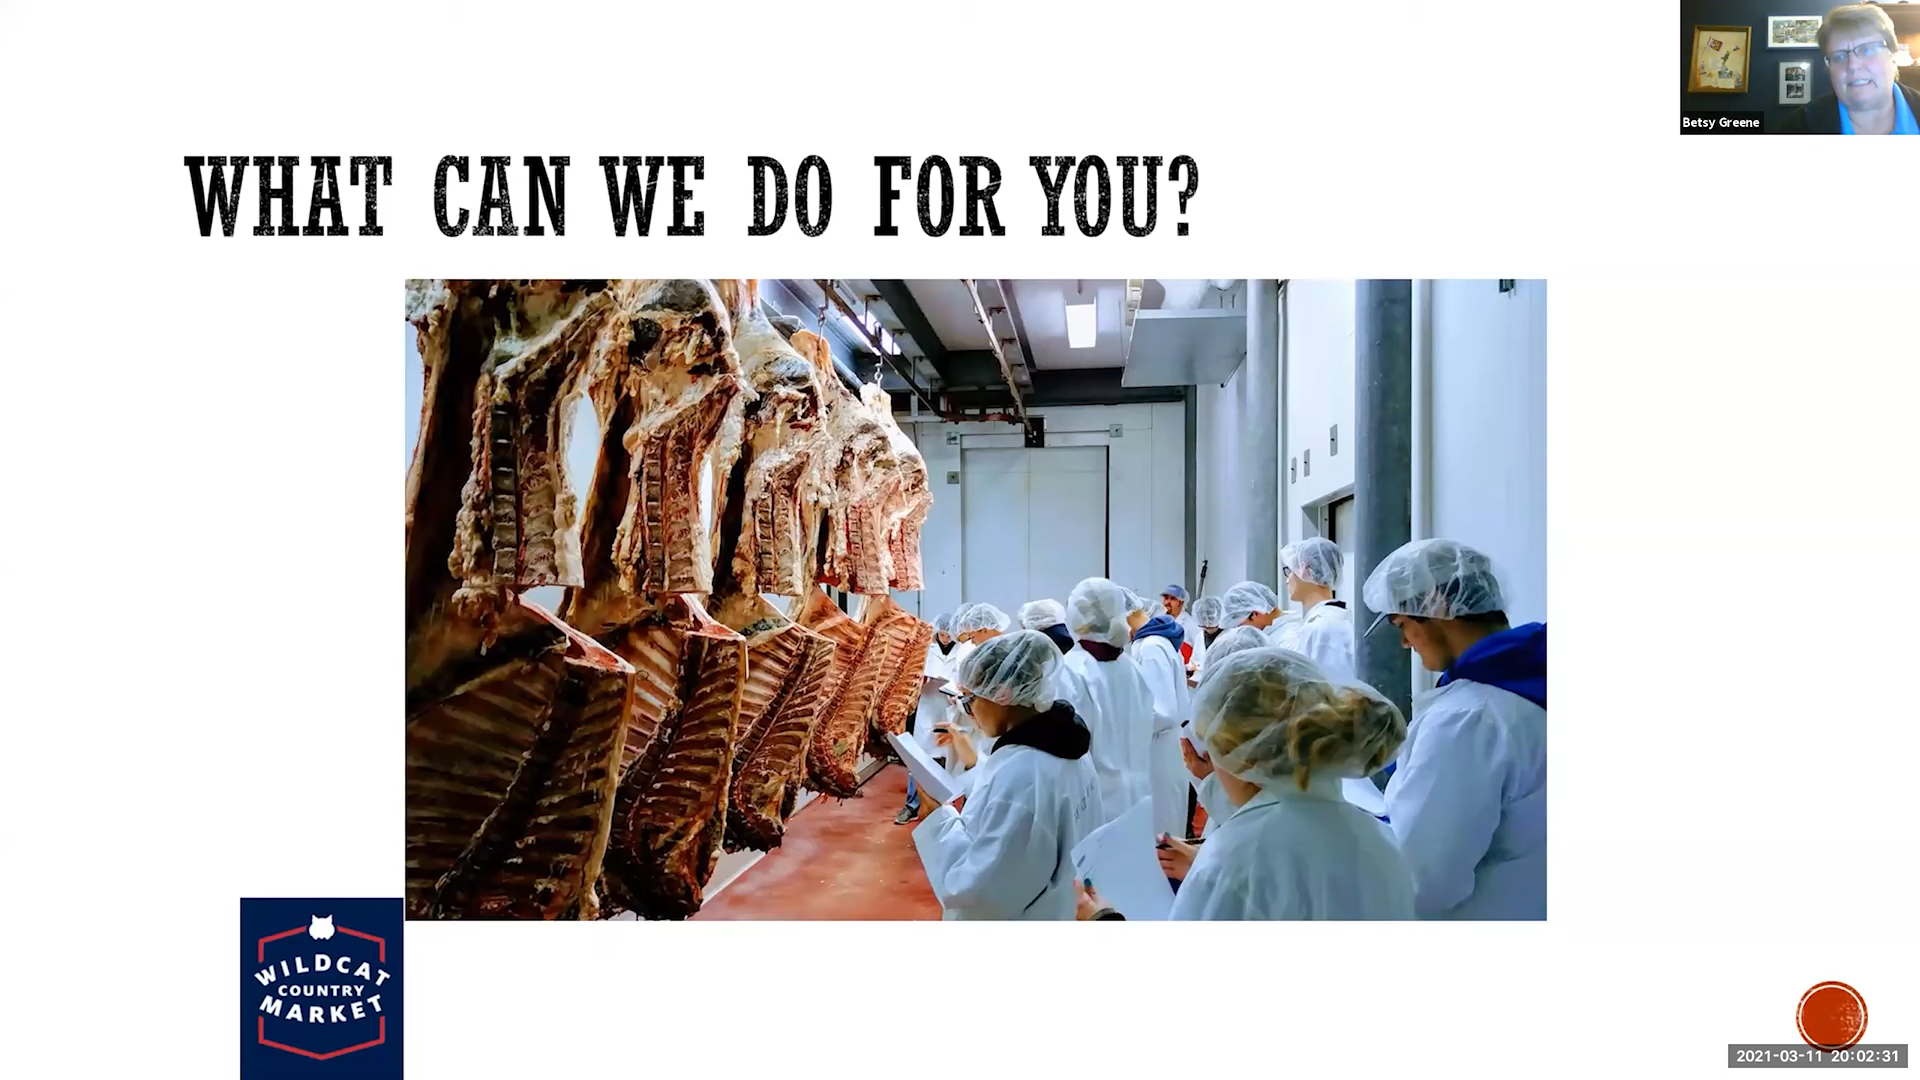 Betsy Greene
WHAT CAN WE DO FOR YOU?
WILDCAT
COUNTRY
MARKET
2021-03-11 20:02:31